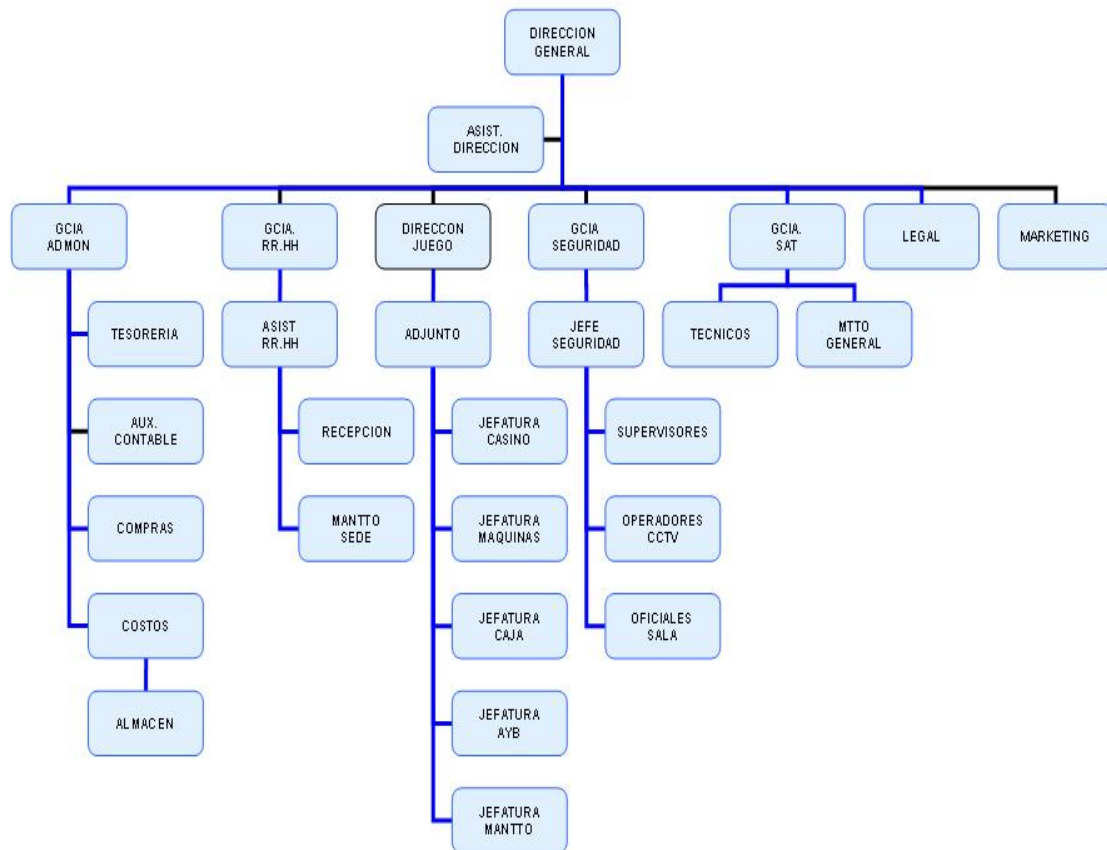 DIRECCION
GENERAL
ASIST.
DIRECCION
GCIA
ADMON
GCIA.
RR.HH
DIRECCON
JUEGO
GCIA
SEGURIDAD
GCIA.
SAT
LEGAL
MARKETING
TESORERIA
ASIST
RR.HH
ADJUNTO
JEFE
SEGURIDAD
TECNICOS
MTTO
GENERAL
AUX.
CONTABLE
RECEPCION
JEFATURA
CASINO
SUPERVISORES
COMPRAS
MANTTO
SEDE
JEFATURA
MAQUINAS
OPERADORES
CCTV
COSTOS
JEFATURA
CAJA
OFICIALES
SALA
ALMACEN
JEFATURA
AYB
JEFATURA
MANTTO